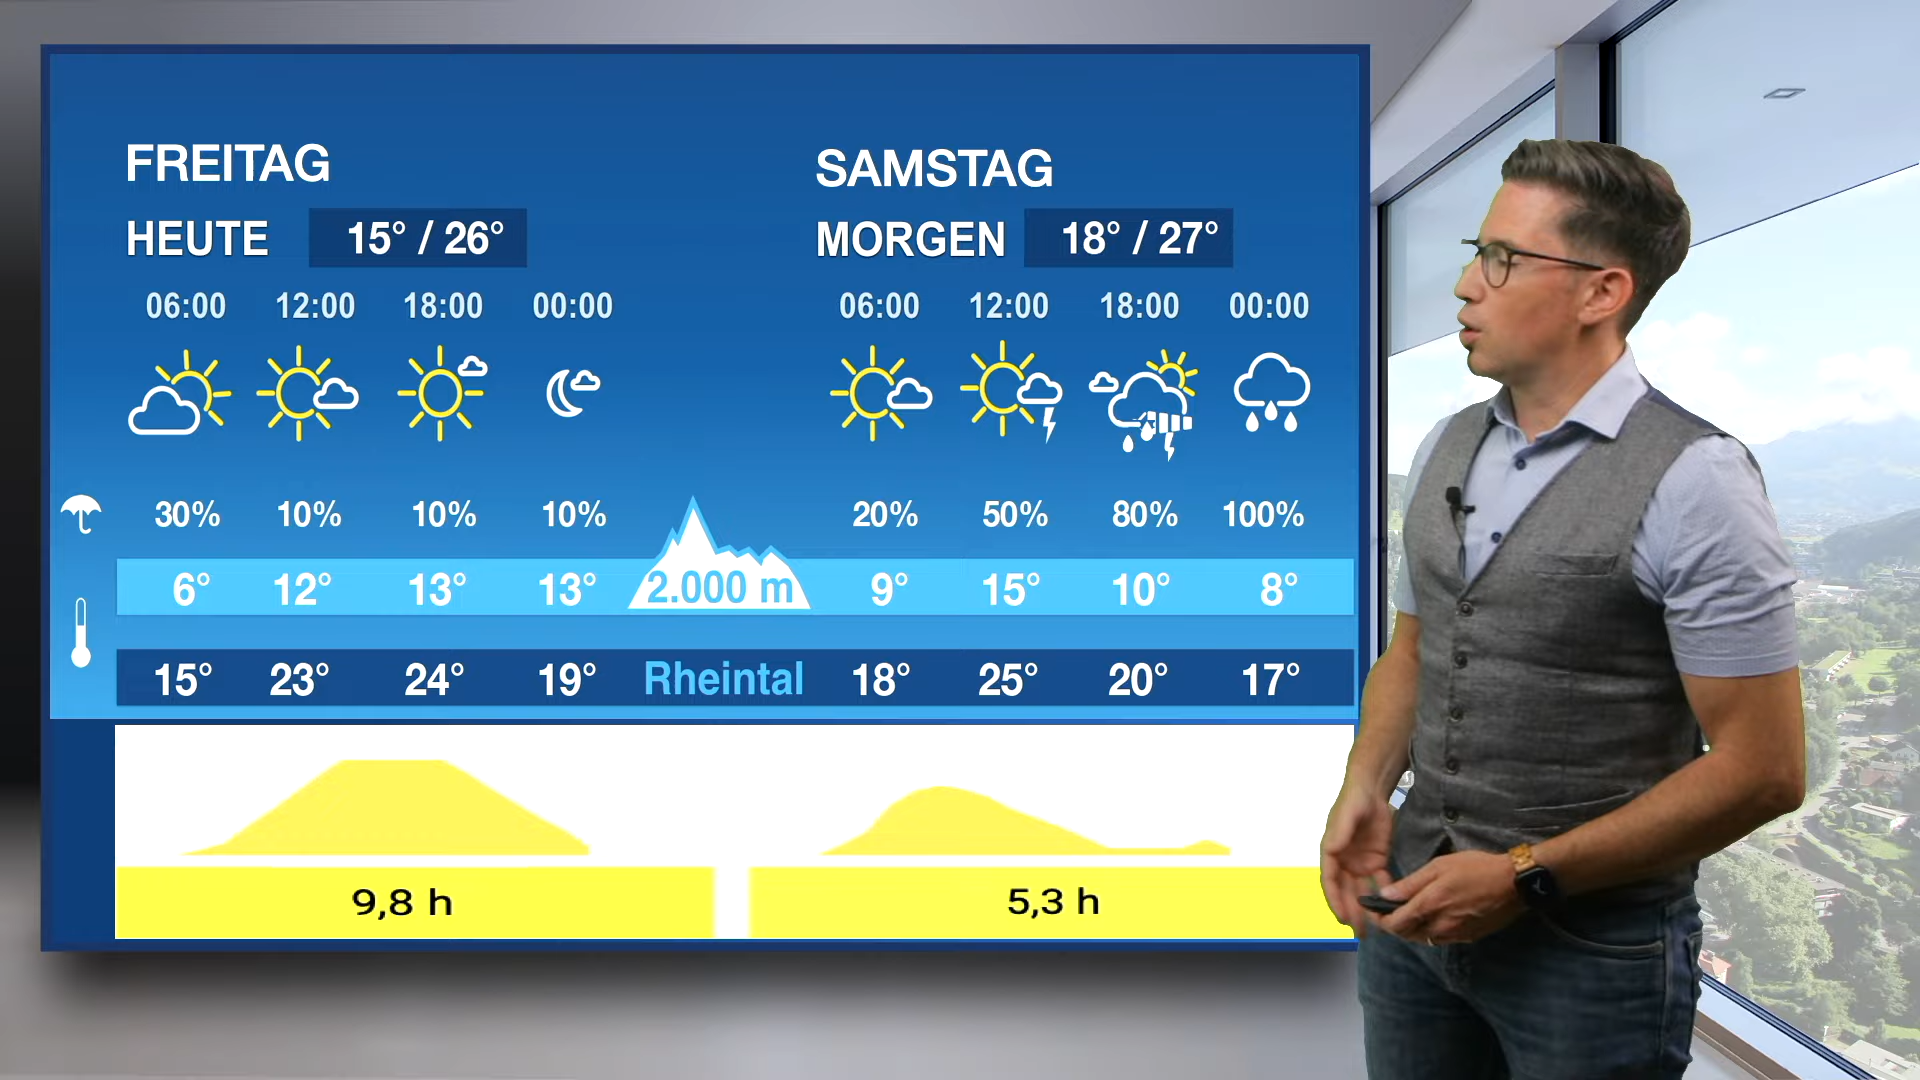 FREITAG
HEUTE 15° / 26°
06:00 12:00 18:00 00:00
30% 10% 10% 10%
6° 12° 13° 13°
15° 23° 24° 19°
9,8 h
2.000 m
Rheintal
SAMSTAG
MORGEN 18° / 27°
06:00 12:00 18:00 00:00
20% 50% 80% 100%
9° 15° 10° 8°
18° 25° 20° 17°
5,3 h